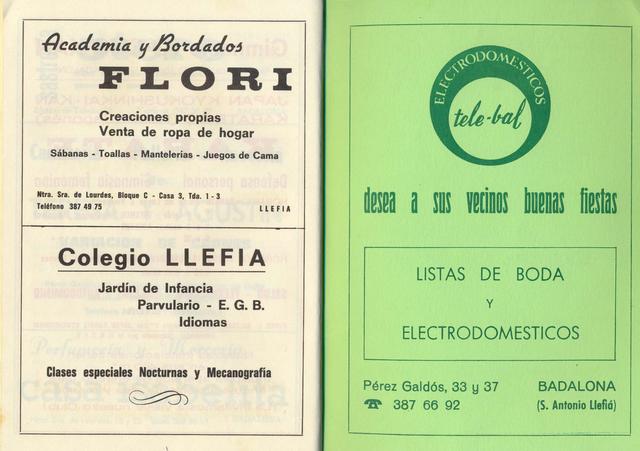 Academia y Bordados
FLORI
Creaciones propias
Venta de ropa de hogar
Sábanas - Toallas - Mantelerias - Juegos de Cama
Ntra. Sra. de Lourdes, Bloque C - Casa 3, Tda. 1 - 3
Teléfono 387 49 75 LLEFIA
Colegio LLEFIA
Jardín de Infancia
Parvulario - E. G. B.
Idiomas
Clases especiales Nocturnas y Mecanografía
ELECTRODOMESTICOS
tele-bal
desea a sus vecinos buenas fiestas
LISTAS DE BODA
Y
ELECTRODOMESTICOS
Pérez Galdós, 33 y 37 BADALONA
☎ 387 66 92 (S. Antonio Llefiá)